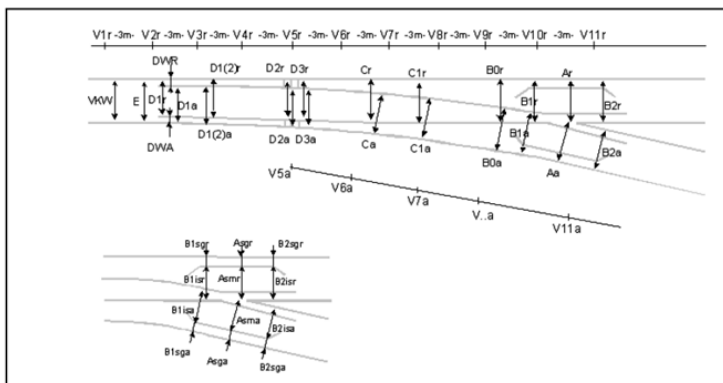 V1r -3m- V2r -3m- V3r -3m- V4r -3m- V5r -3m- V6r -3m- V7r -3m- V8r -3m- V9r -3m- V10r -3m- V11r
DWR D1(2)r D2r D3r Cr C1r B0r Ar
VKW E D1r D1a B1r B2r
D1(2)a B1a
DWA D2a D3a Ca C1a B0a Aa B2a
V5a V6a V7a V..a V11a
B1sgr Asgr B2sgr
B1isr Asmr B2isr
B1isa Asma B2isa
B1sga Asga B2sga